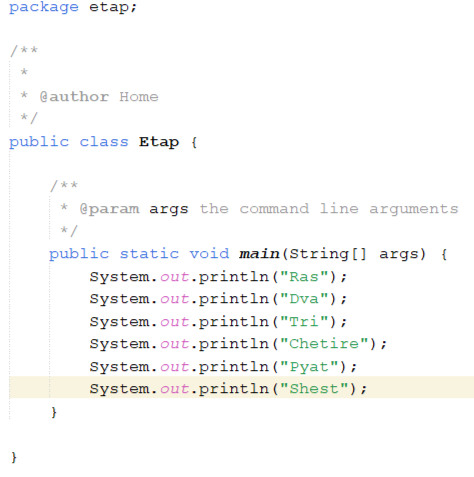 package etap;
/**
 *
 * @author Home
 */
public class Etap {
/**
 * @param args the command line arguments
 */
public static void main(String[] args) {
System.out.println("Ras");
System.out.println("Dva");
System.out.println("Tri");
System.out.println("Chetire");
System.out.println("Pyat");
System.out.println("Shest");
}
}